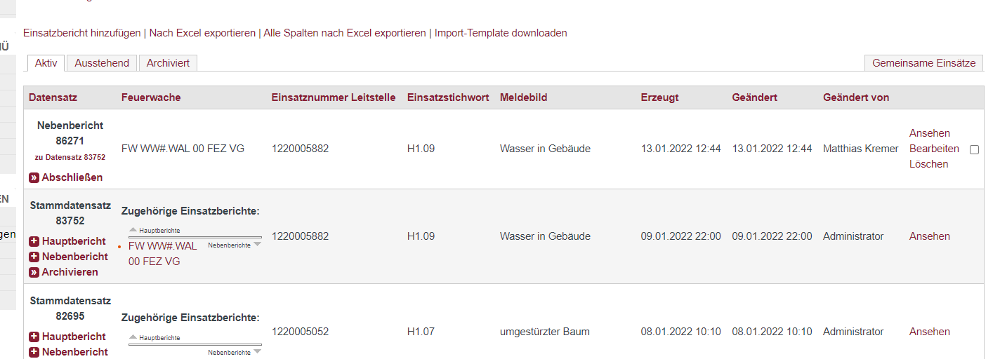 Einsatzbericht hinzufügen | Nach Excel exportieren | Alle Spalten nach Excel exportieren | Import-Template downloaden
Aktiv Ausstehend Archiviert Gemeinsame Einsätze
Datensatz Feuerwache Einsatznummer Leitstelle Einsatzstichwort Meldebild Erzeugt Geändert Geändert von
Nebenbericht
86271
zu Datensatz 83752
» Abschließen
FW WW#.WAL 00 FEZ VG
1220005882
H1.09
Wasser in Gebäude
13.01.2022 12:44
13.01.2022 12:44
Matthias Kremer
Ansehen
Bearbeiten
Löschen
Stammdatensatz
83752
+ Hauptbericht
+ Nebenbericht
» Archivieren
Zugehörige Einsatzberichte:
Hauptberichte
Nebenberichte
FW WW#.WAL
00 FEZ VG
1220005882
H1.09
Wasser in Gebäude
09.01.2022 22:00
09.01.2022 22:00
Administrator
Ansehen
Stammdatensatz
82695
+ Hauptbericht
+ Nebenbericht
Zugehörige Einsatzberichte:
Hauptberichte
Nebenberichte
1220005052
H1.07
umgestürzter Baum
08.01.2022 10:10
08.01.2022 10:10
Administrator
Ansehen